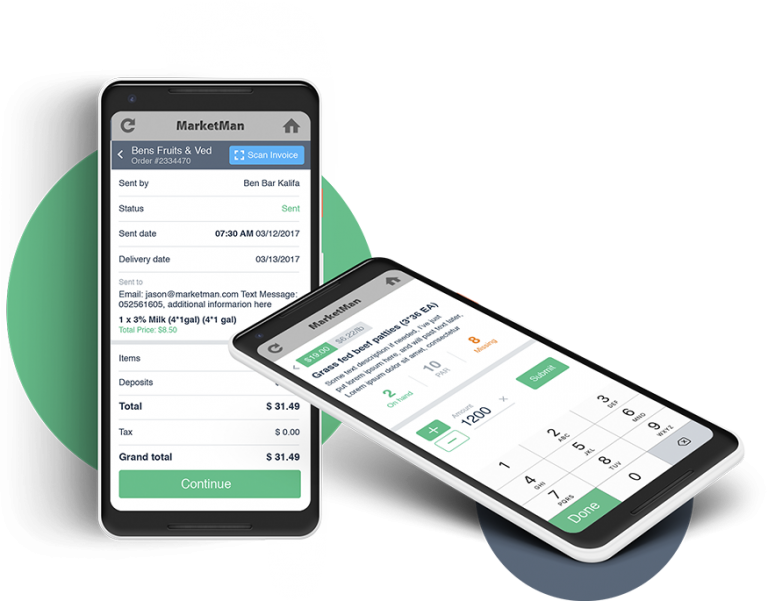 MarketMan
Bens Fruits & Ved
Order #2334470
Scan Invoice
Sent by Ben Bar Kalifa
Status Sent
Sent date 07:30 AM 03/12/2017
Delivery date 03/13/2017
Sent to
Email: jason@marketman.com Text Message:
052561605, additional informarion here
1 x 3% Milk (4*1gal) (4*1 gal)
Total Price: $8.50
Items
Deposits
Total $ 31.49
Tax $ 0.00
Grand total $ 31.49
Continue
MarketMan
$19.00 $6.22/lb
Grass fed beef patties (3*36 EA)
Some text description if needed, I've just
put lorem ipsum here, and will past text later,
Lorem ipsum dolor sit amet, consectetur
2 10 8
On hand PAR Missing
Amount
1200
Submit
1 2 ABC 3 DEF
4 GHI 5 JKL 6 MNO
7 PQRS 8 TUV 9 WXYZ
Done 0